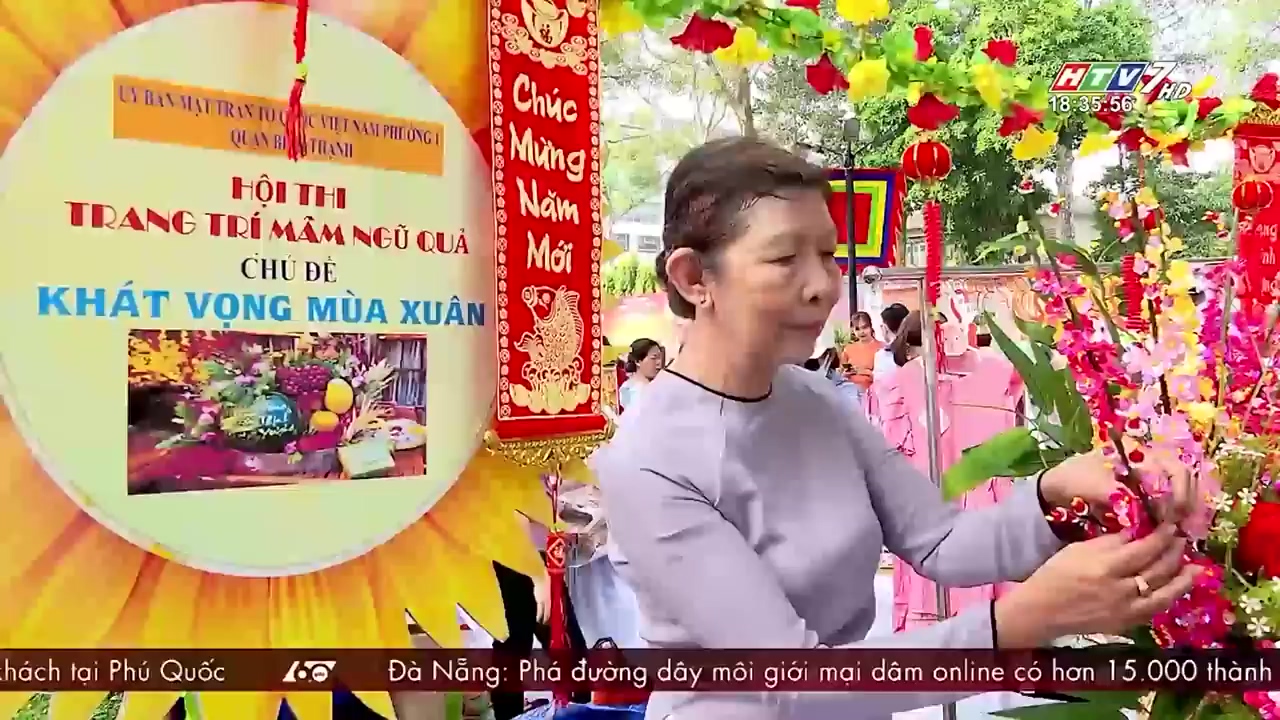 UỶ BAN MẶT TRẬN TỔ QUỐC VIỆT NAM PHƯỜNG 1
QUẬN BÌNH THẠNH
HỘI THI
TRANG TRÍ MÂM NGŨ QUẢ
CHỦ ĐỀ
KHÁT VỌNG MÙA XUÂN
Chúc
Mừng
Năm
Mới
HTV7 HD
18:35:56
khách tại Phú Quốc
60
Đà Nẵng: Phá đường dây môi giới mại dâm online có hơn 15.000 thành